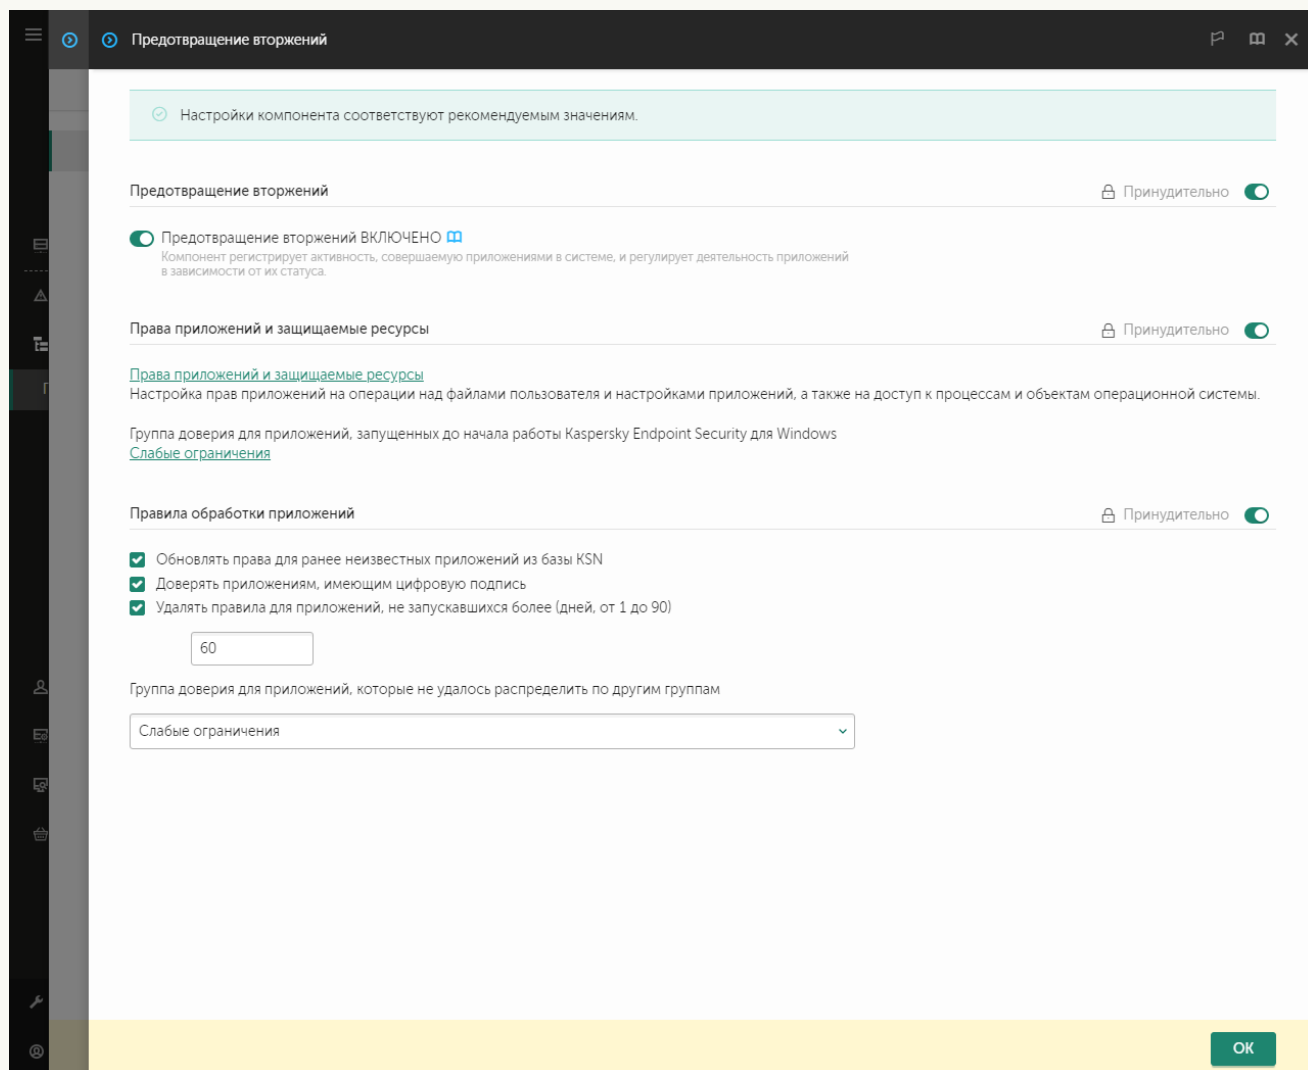 Предотвращение вторжений
Настройки компонента соответствуют рекомендуемым значениям.
Предотвращение вторжений
Принудительно
Предотвращение вторжений ВКЛЮЧЕНО
Компонент регистрирует активность, совершаемую приложениями в системе, и регулирует деятельность приложений
в зависимости от их статуса.
Права приложений и защищаемые ресурсы
Принудительно
Права приложений и защищаемые ресурсы
Настройка прав приложений на операции над файлами пользователя и настройками приложений, а также на доступ к процессам и объектам операционной системы.
Группа доверия для приложений, запущенных до начала работы Kaspersky Endpoint Security для Windows
Слабые ограничения
Правила обработки приложений
Принудительно
Обновлять права для ранее неизвестных приложений из базы KSN
Доверять приложениям, имеющим цифровую подпись
Удалять правила для приложений, не запускавшихся более (дней, от 1 до 90)
60
Группа доверия для приложений, которые не удалось распределить по другим группам
Слабые ограничения
ОК